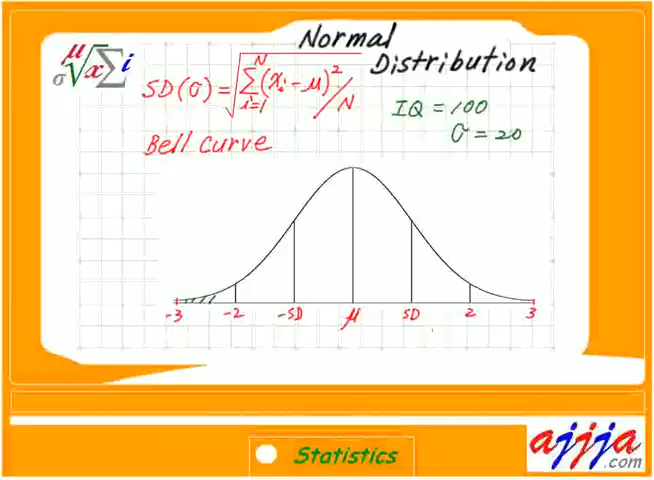 Normal
Distribution
μ
σ√xΣi
SD(σ) = √∑(xi - μ)²/N
N
i=1
IQ = 100
σ = 20
Bell Curve
-3 -2 -SD μ SD 2 3
Statistics
ajjja
.com